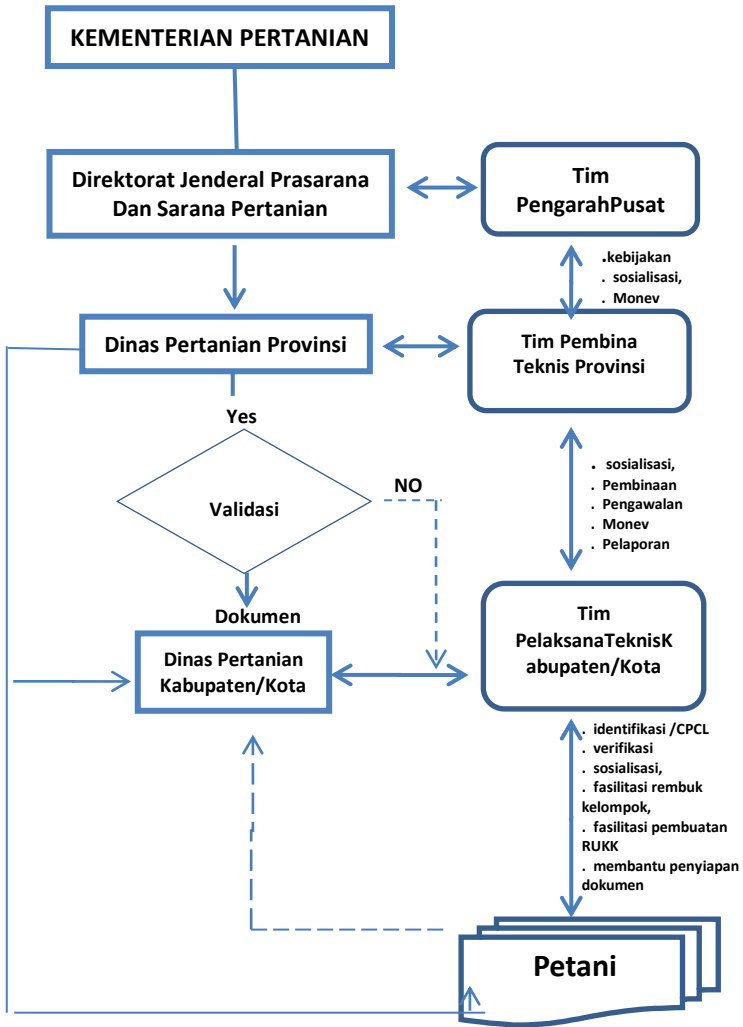 KEMENTERIAN PERTANIAN
Direktorat Jenderal Prasarana
Dan Sarana Pertanian
Tim
PengarahPusat
.kebijakan
. sosialisasi,
. Monev
Dinas Pertanian Provinsi
Tim Pembina
Teknis Provinsi
Yes
Validasi
NO
. sosialisasi,
. Pembinaan
. Pengawalan
. Monev
. Pelaporan
Dokumen
Dinas Pertanian
Kabupaten/Kota
Tim
PelaksanaTeknisK
abupaten/Kota
. identifikasi /CPCL
. verifikasi
. sosialisasi,
. fasilitasi rembuk
kelompok,
. fasilitasi pembuatan
RUKK
. membantu penyiapan
dokumen
Petani